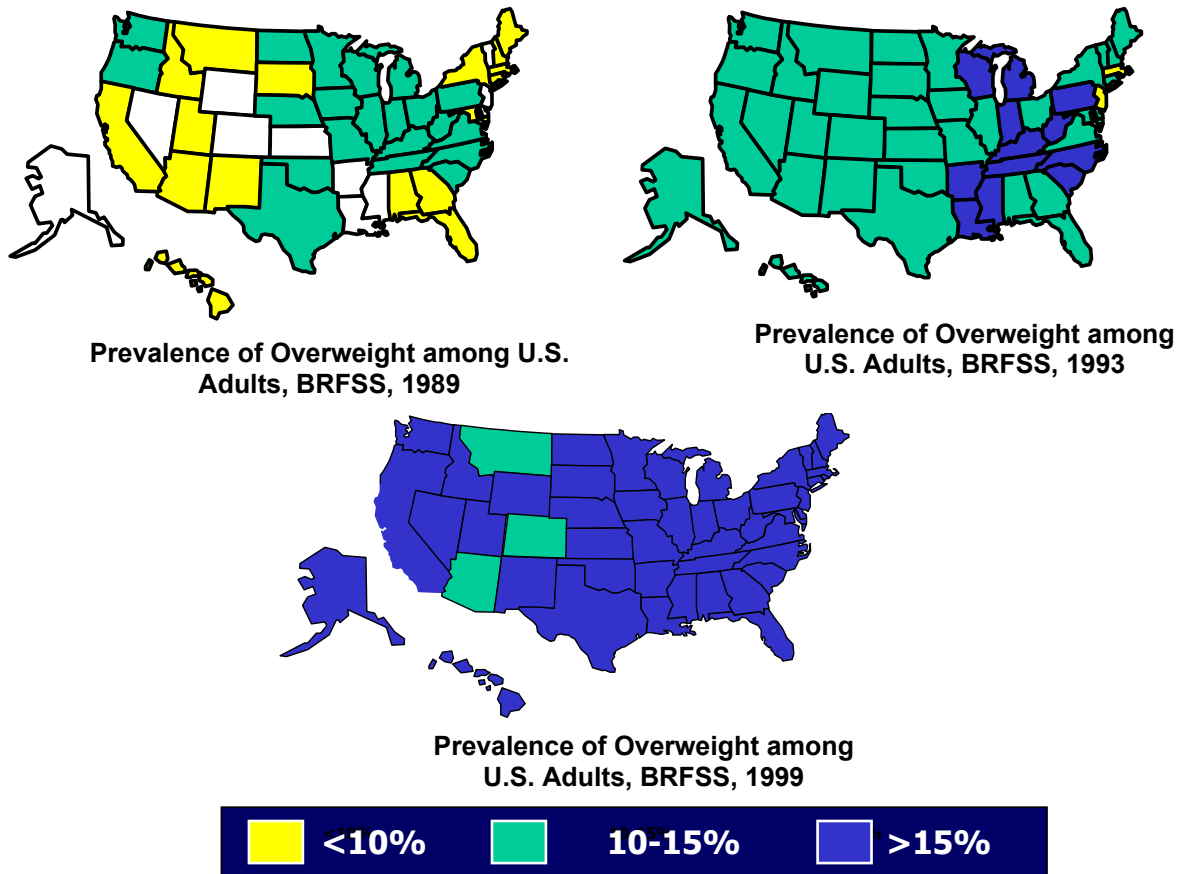 Prevalence of Overweight among U.S.
Adults, BRFSS, 1989
Prevalence of Overweight among
U.S. Adults, BRFSS, 1993
Prevalence of Overweight among
U.S. Adults, BRFSS, 1999
<10% 10-15% >15%